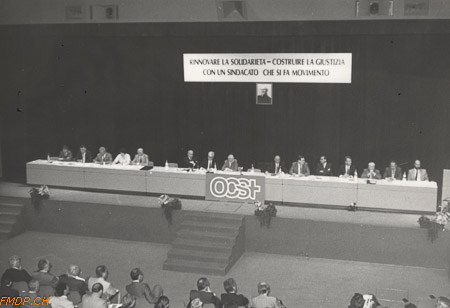 RINNOVARE LA SOLIDARIETÀ - COSTRUIRE LA GIUSTIZIA
CON UN SINDACATO CHE SI FA MOVIMENTO
OCST
FMDP.CH